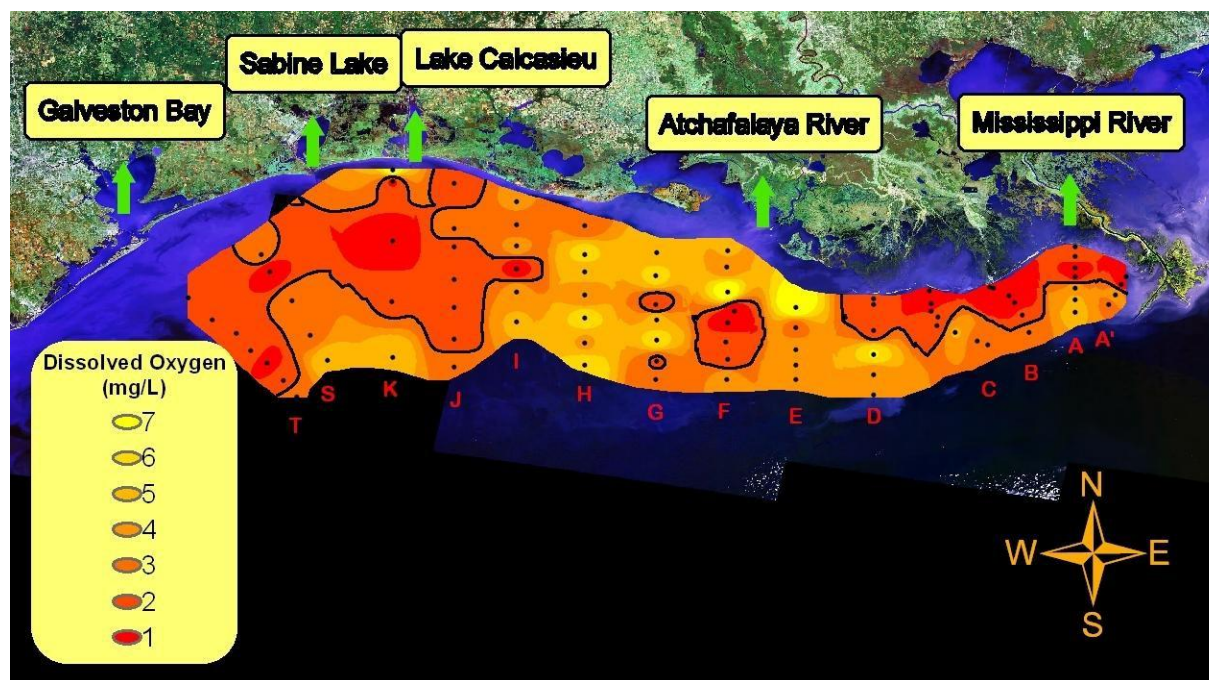 Sabine Lake
Lake Calcasieu
Galveston Bay
Atchafalaya River
Mississippi River
A A'
B
C
D
E
F
G
H
I
J
K
S
T
Dissolved Oxygen
(mg/L)
7
6
5
4
3
2
1
N
W E
S